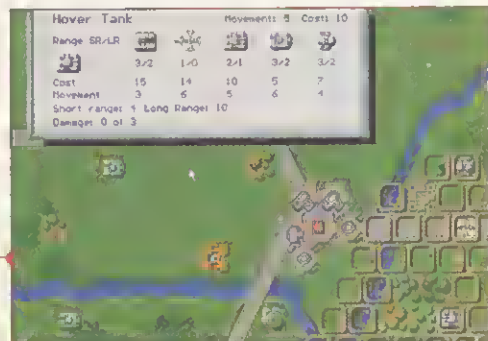 Hover Tank Movement: 5 Cost: 10
Range SR/LR
3/2 1/0 2/1 3/2 3/2
Cost 15 14 10 5 7
Movement 3 6 5 6 4
Short range: 4 Long Range: 10
Damage: 0 of 3